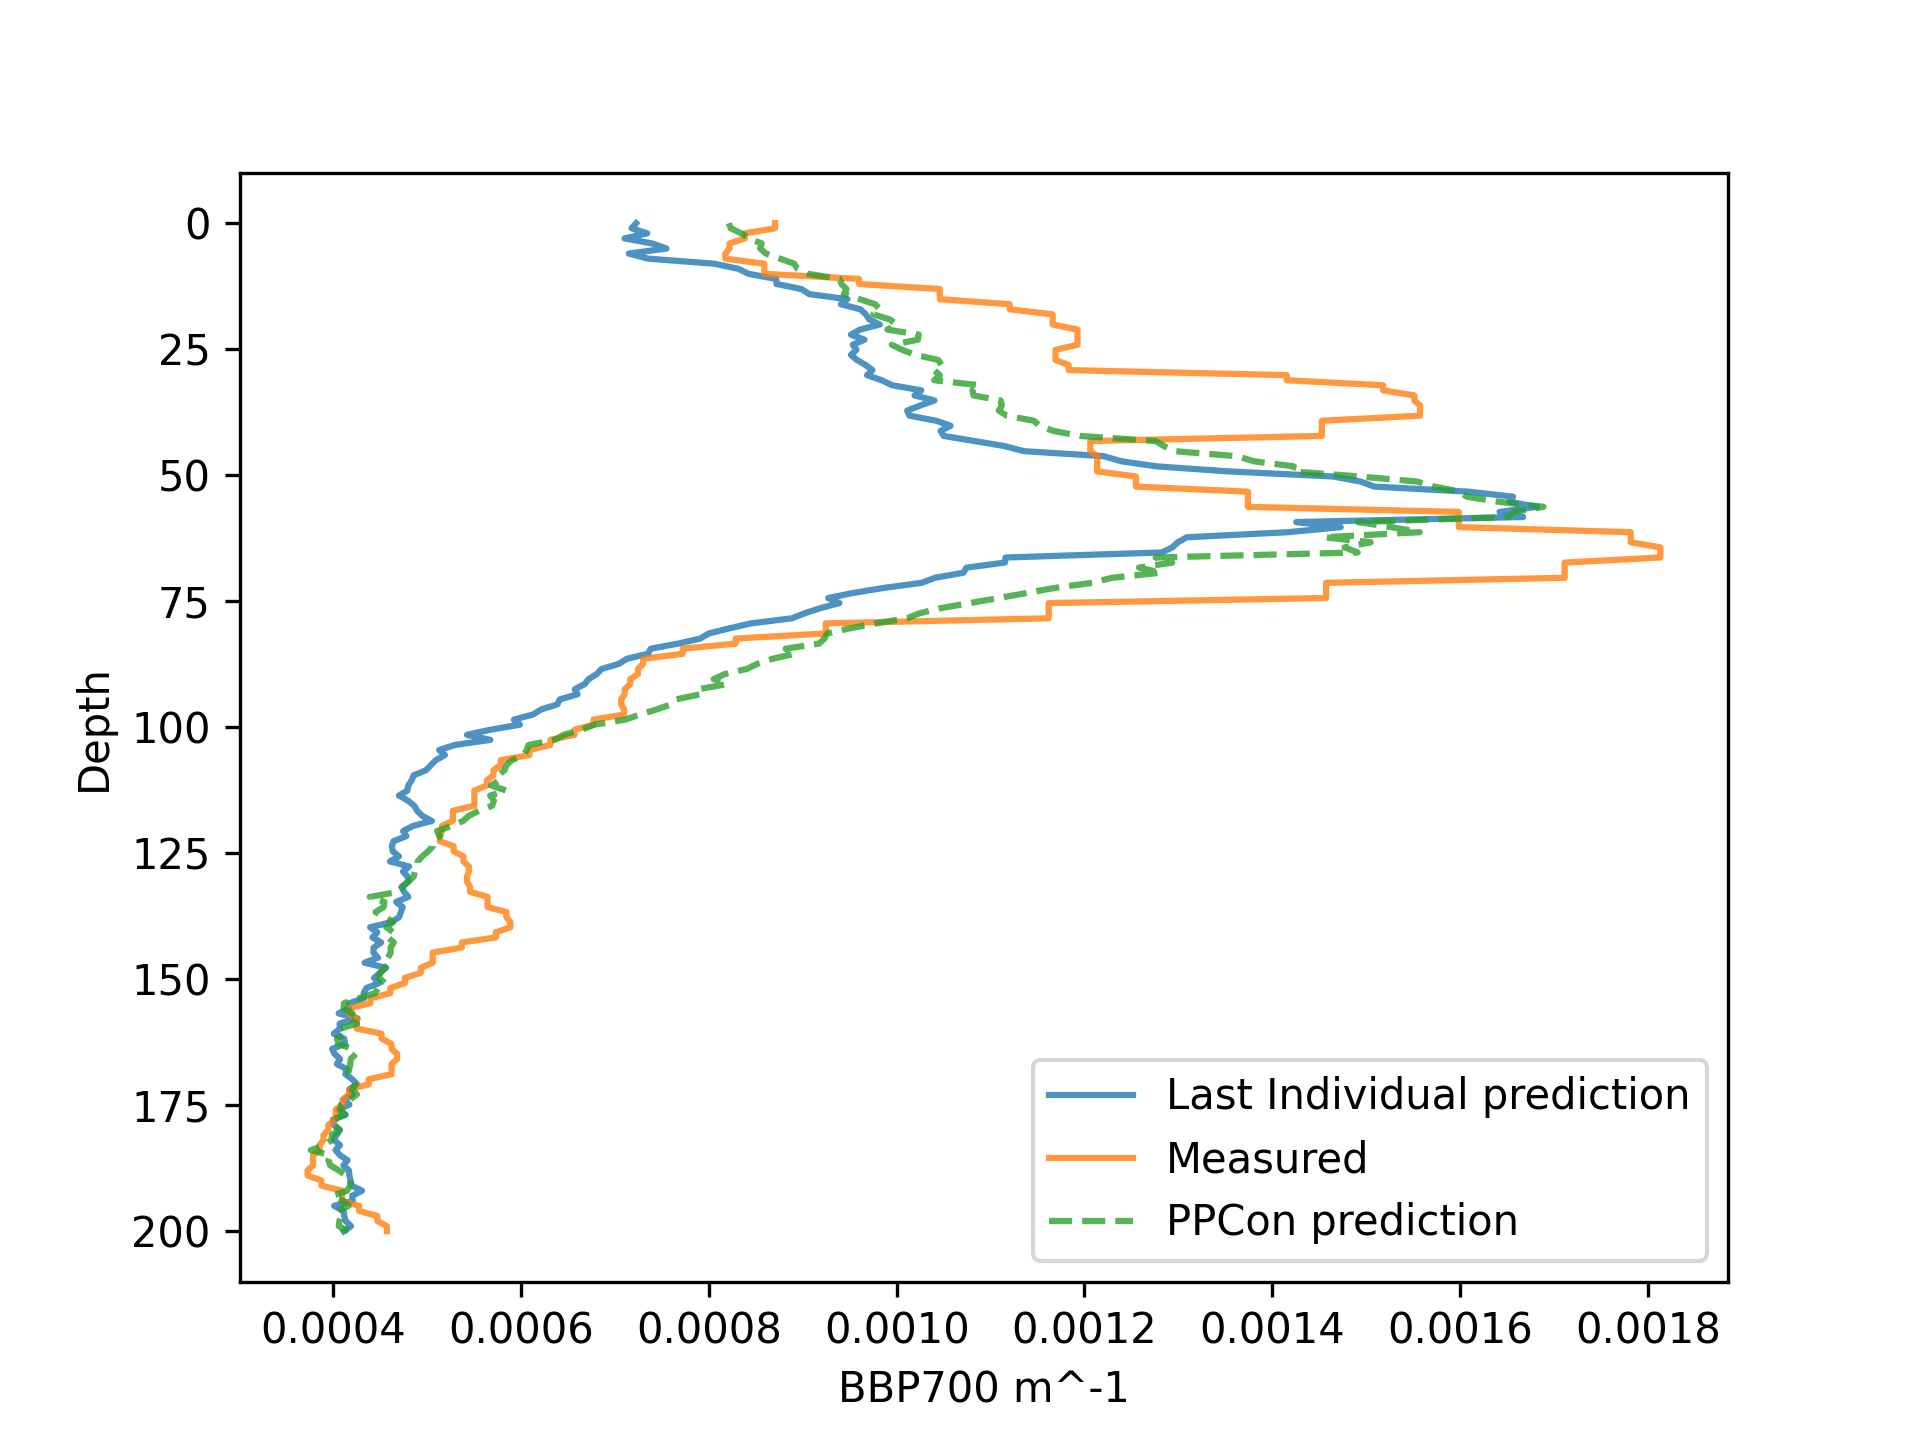 0
25
50
75
100
125
150
175
200
Depth
0.0004 0.0006 0.0008 0.0010 0.0012 0.0014 0.0016 0.0018
BBP700 m^-1
Last Individual prediction
Measured
PPCon prediction